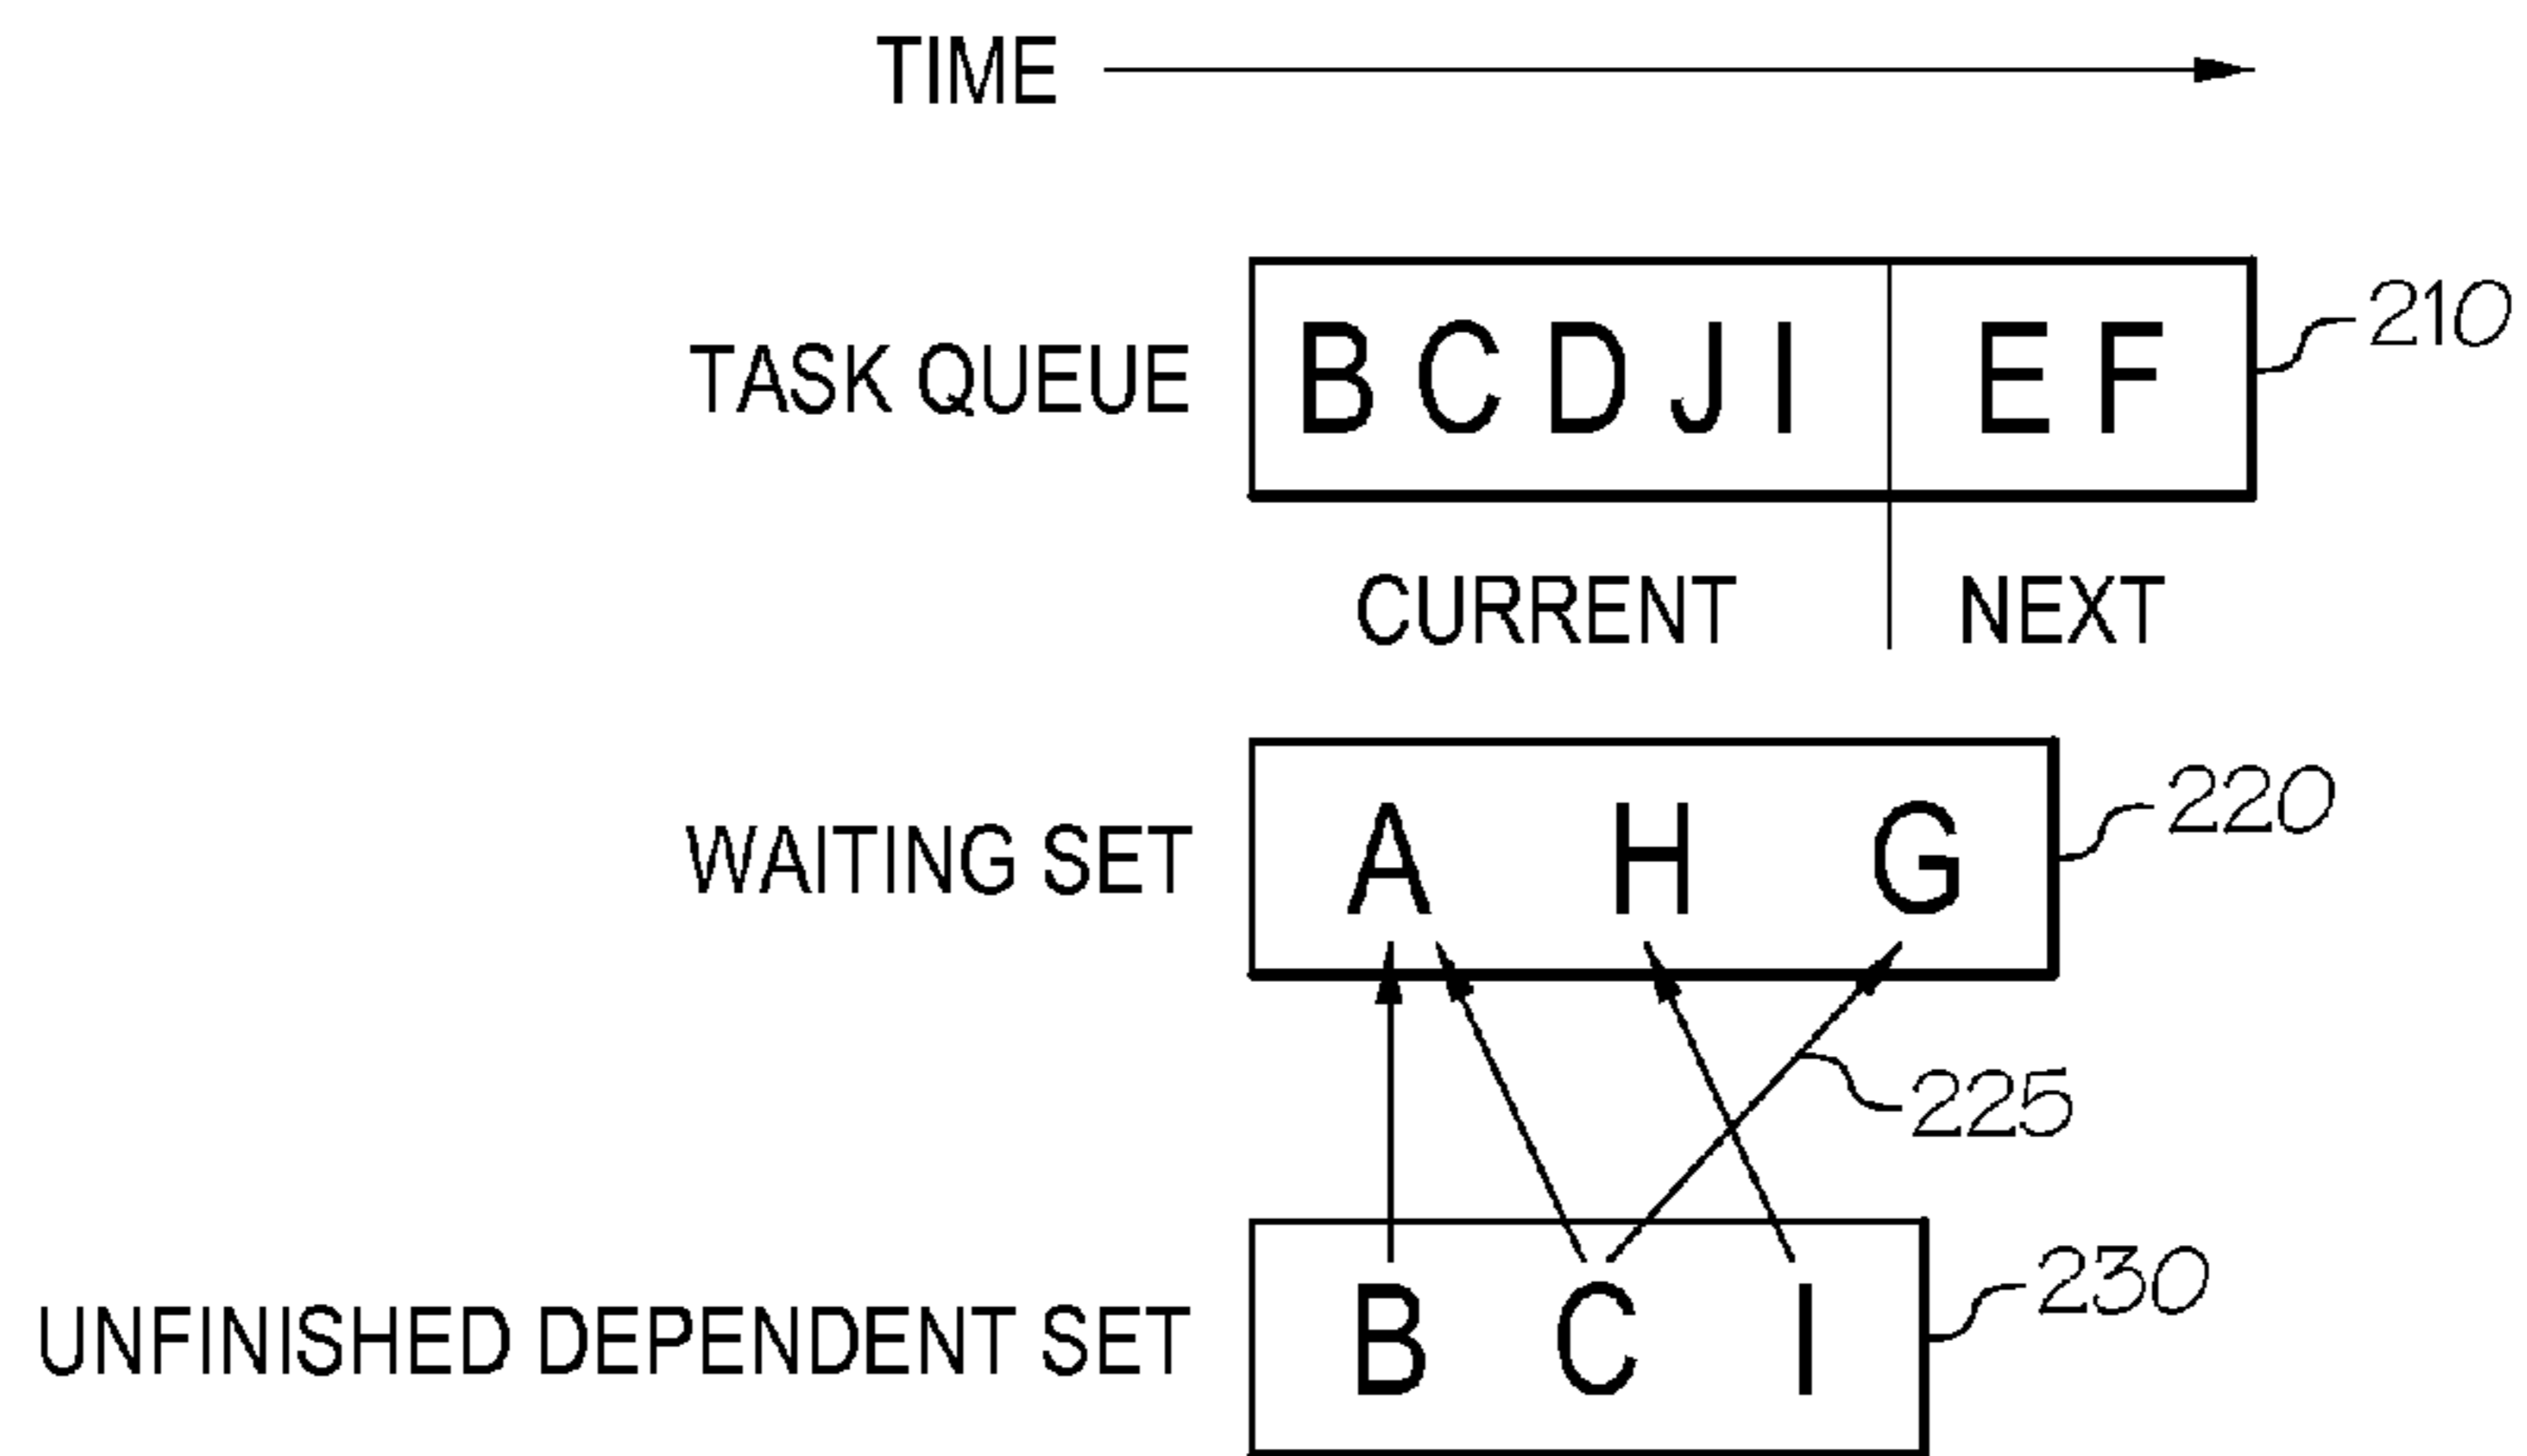 TIME
TASK QUEUE
B C D J I E F
210
CURRENT NEXT
WAITING SET
A H G
220
225
UNFINISHED DEPENDENT SET
B C I
230